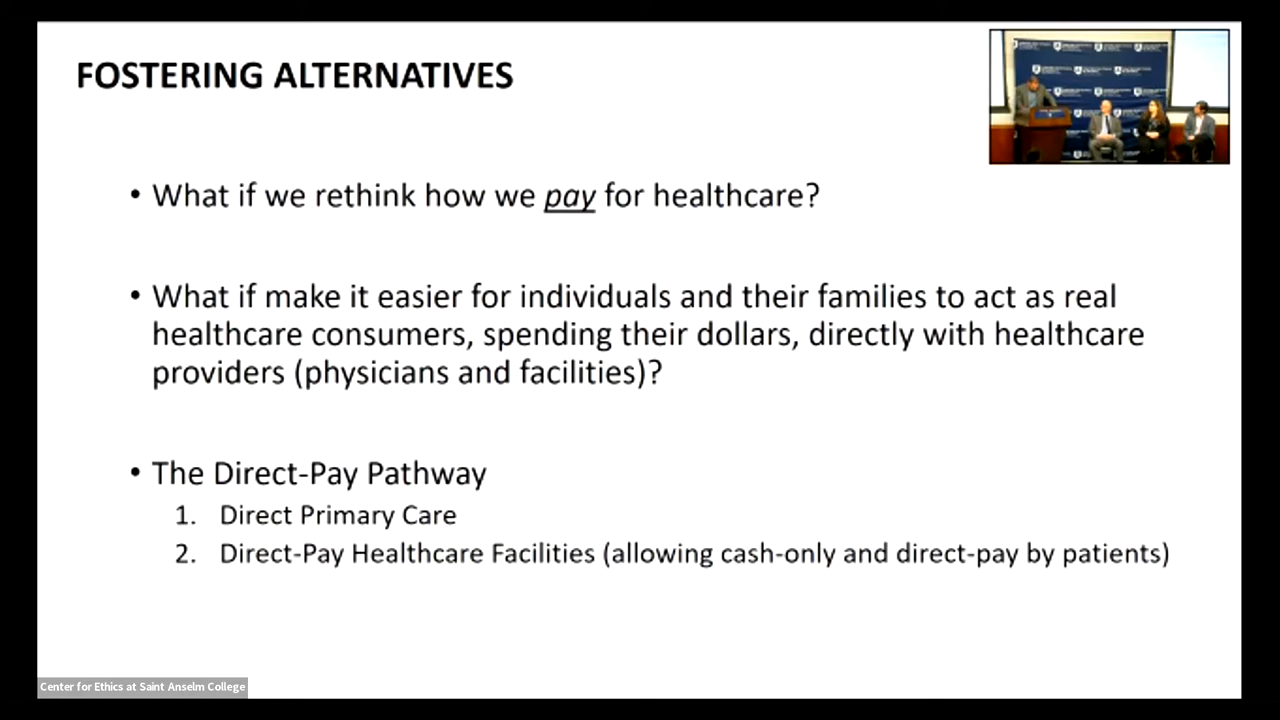 FOSTERING ALTERNATIVES
• What if we rethink how we pay for healthcare?
• What if make it easier for individuals and their families to act as real
healthcare consumers, spending their dollars, directly with healthcare
providers (physicians and facilities)?
• The Direct-Pay Pathway
1. Direct Primary Care
2. Direct-Pay Healthcare Facilities (allowing cash-only and direct-pay by patients)
Center for Ethics at Saint Anselm College